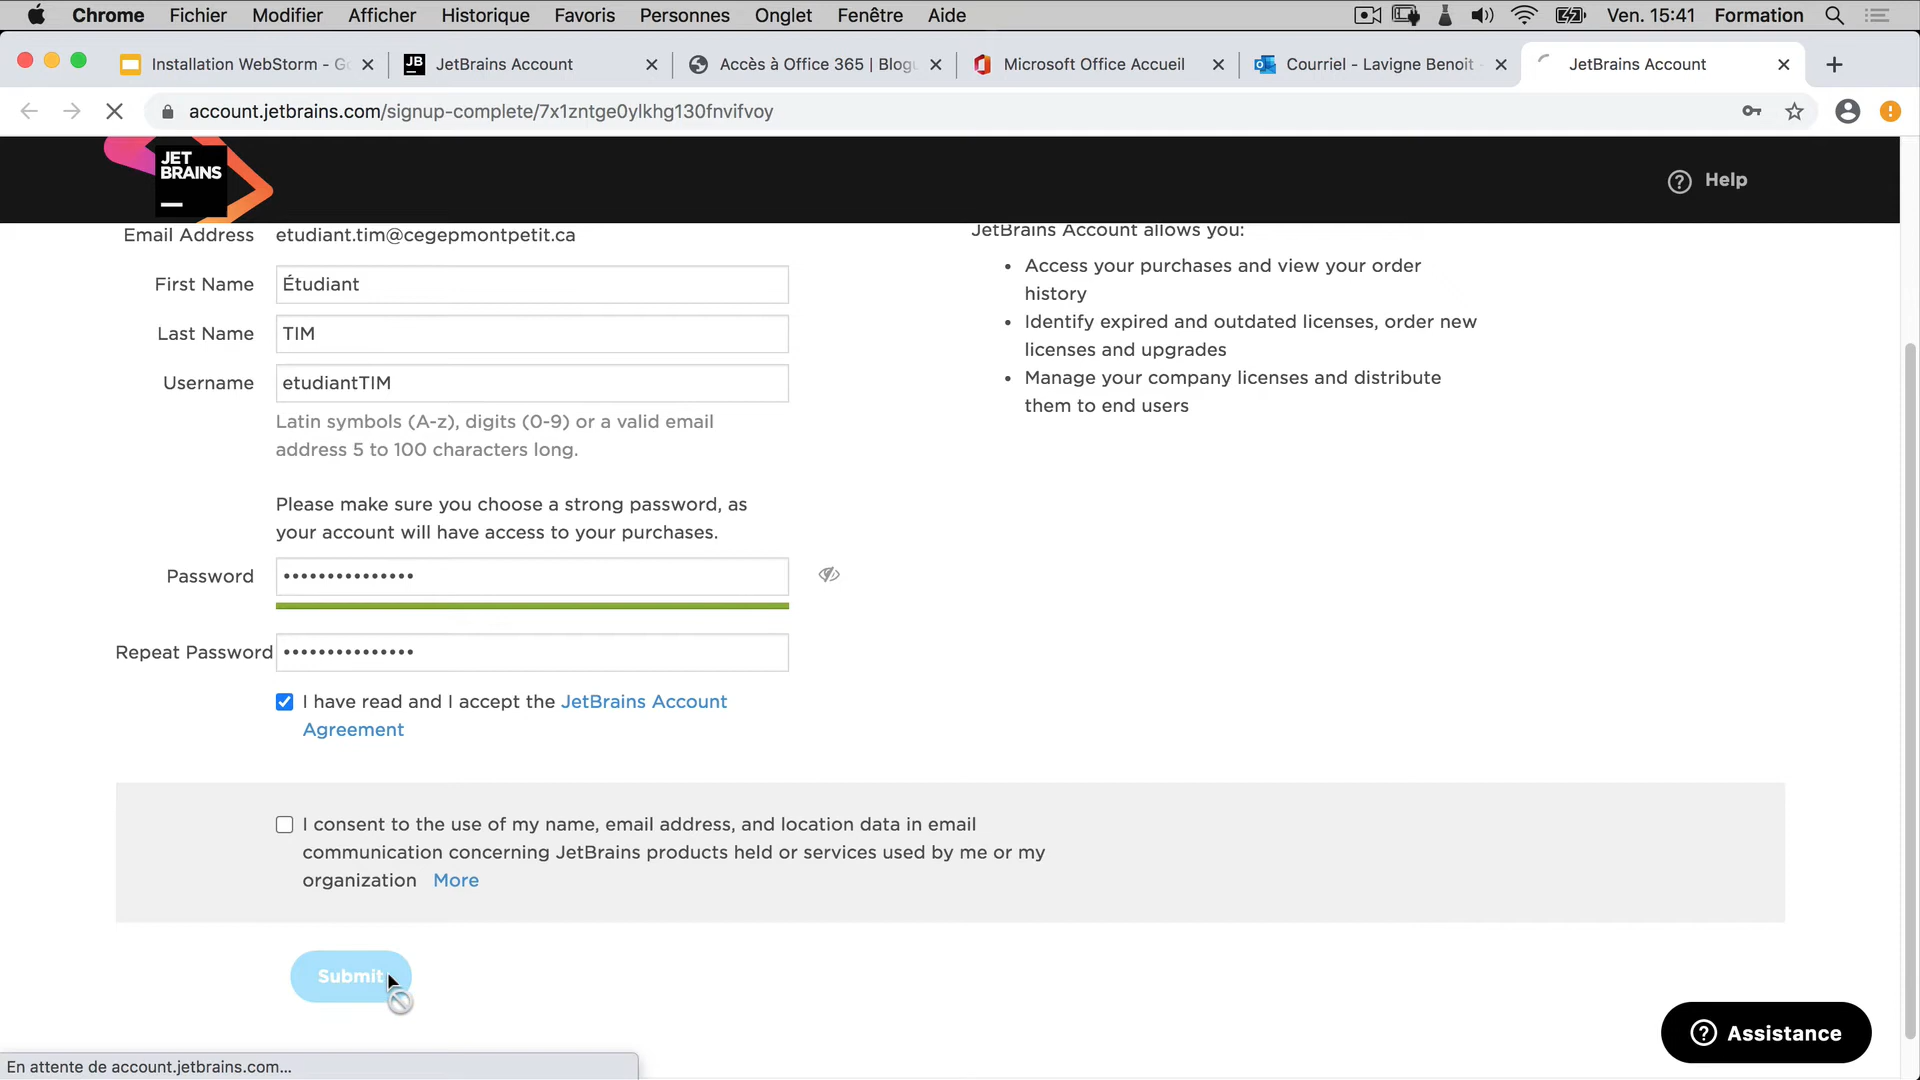 Chrome Fichier Modifier Afficher Historique Favoris Personnes Onglet Fenêtre Aide Ven. 15:41 Formation
Installation WebStorm - Go JB JetBrains Account Accès à Office 365 | Blogu Microsoft Office Accueil Courriel - Lavigne Benoit - JetBrains Account
account.jetbrains.com/signup-complete/7x1zntge0ylkhg130fnvifvoy
JET
BRAINS
Help
Email Address etudiant.tim@cegepmontpetit.ca
JetBrains Account allows you:
First Name Étudiant
Last Name TIM
Username etudiantTIM
Latin symbols (A-z), digits (0-9) or a valid email
address 5 to 100 characters long.
• Access your purchases and view your order
history
• Identify expired and outdated licenses, order new
licenses and upgrades
• Manage your company licenses and distribute
them to end users
Please make sure you choose a strong password, as
your account will have access to your purchases.
Password •••••••••••••••
Repeat Password •••••••••••••••
I have read and I accept the JetBrains Account
Agreement
I consent to the use of my name, email address, and location data in email
communication concerning JetBrains products held or services used by me or my
organization More
Submit
Assistance
En attente de account.jetbrains.com...